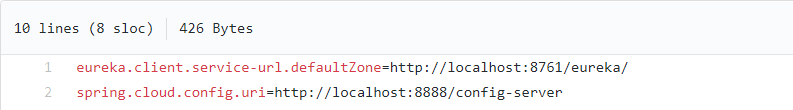 10 lines (8 sloc) 426 Bytes
1 eureka.client.service-url.defaultZone=http://localhost:8761/eureka/
2 spring.cloud.config.uri=http://localhost:8888/config-server